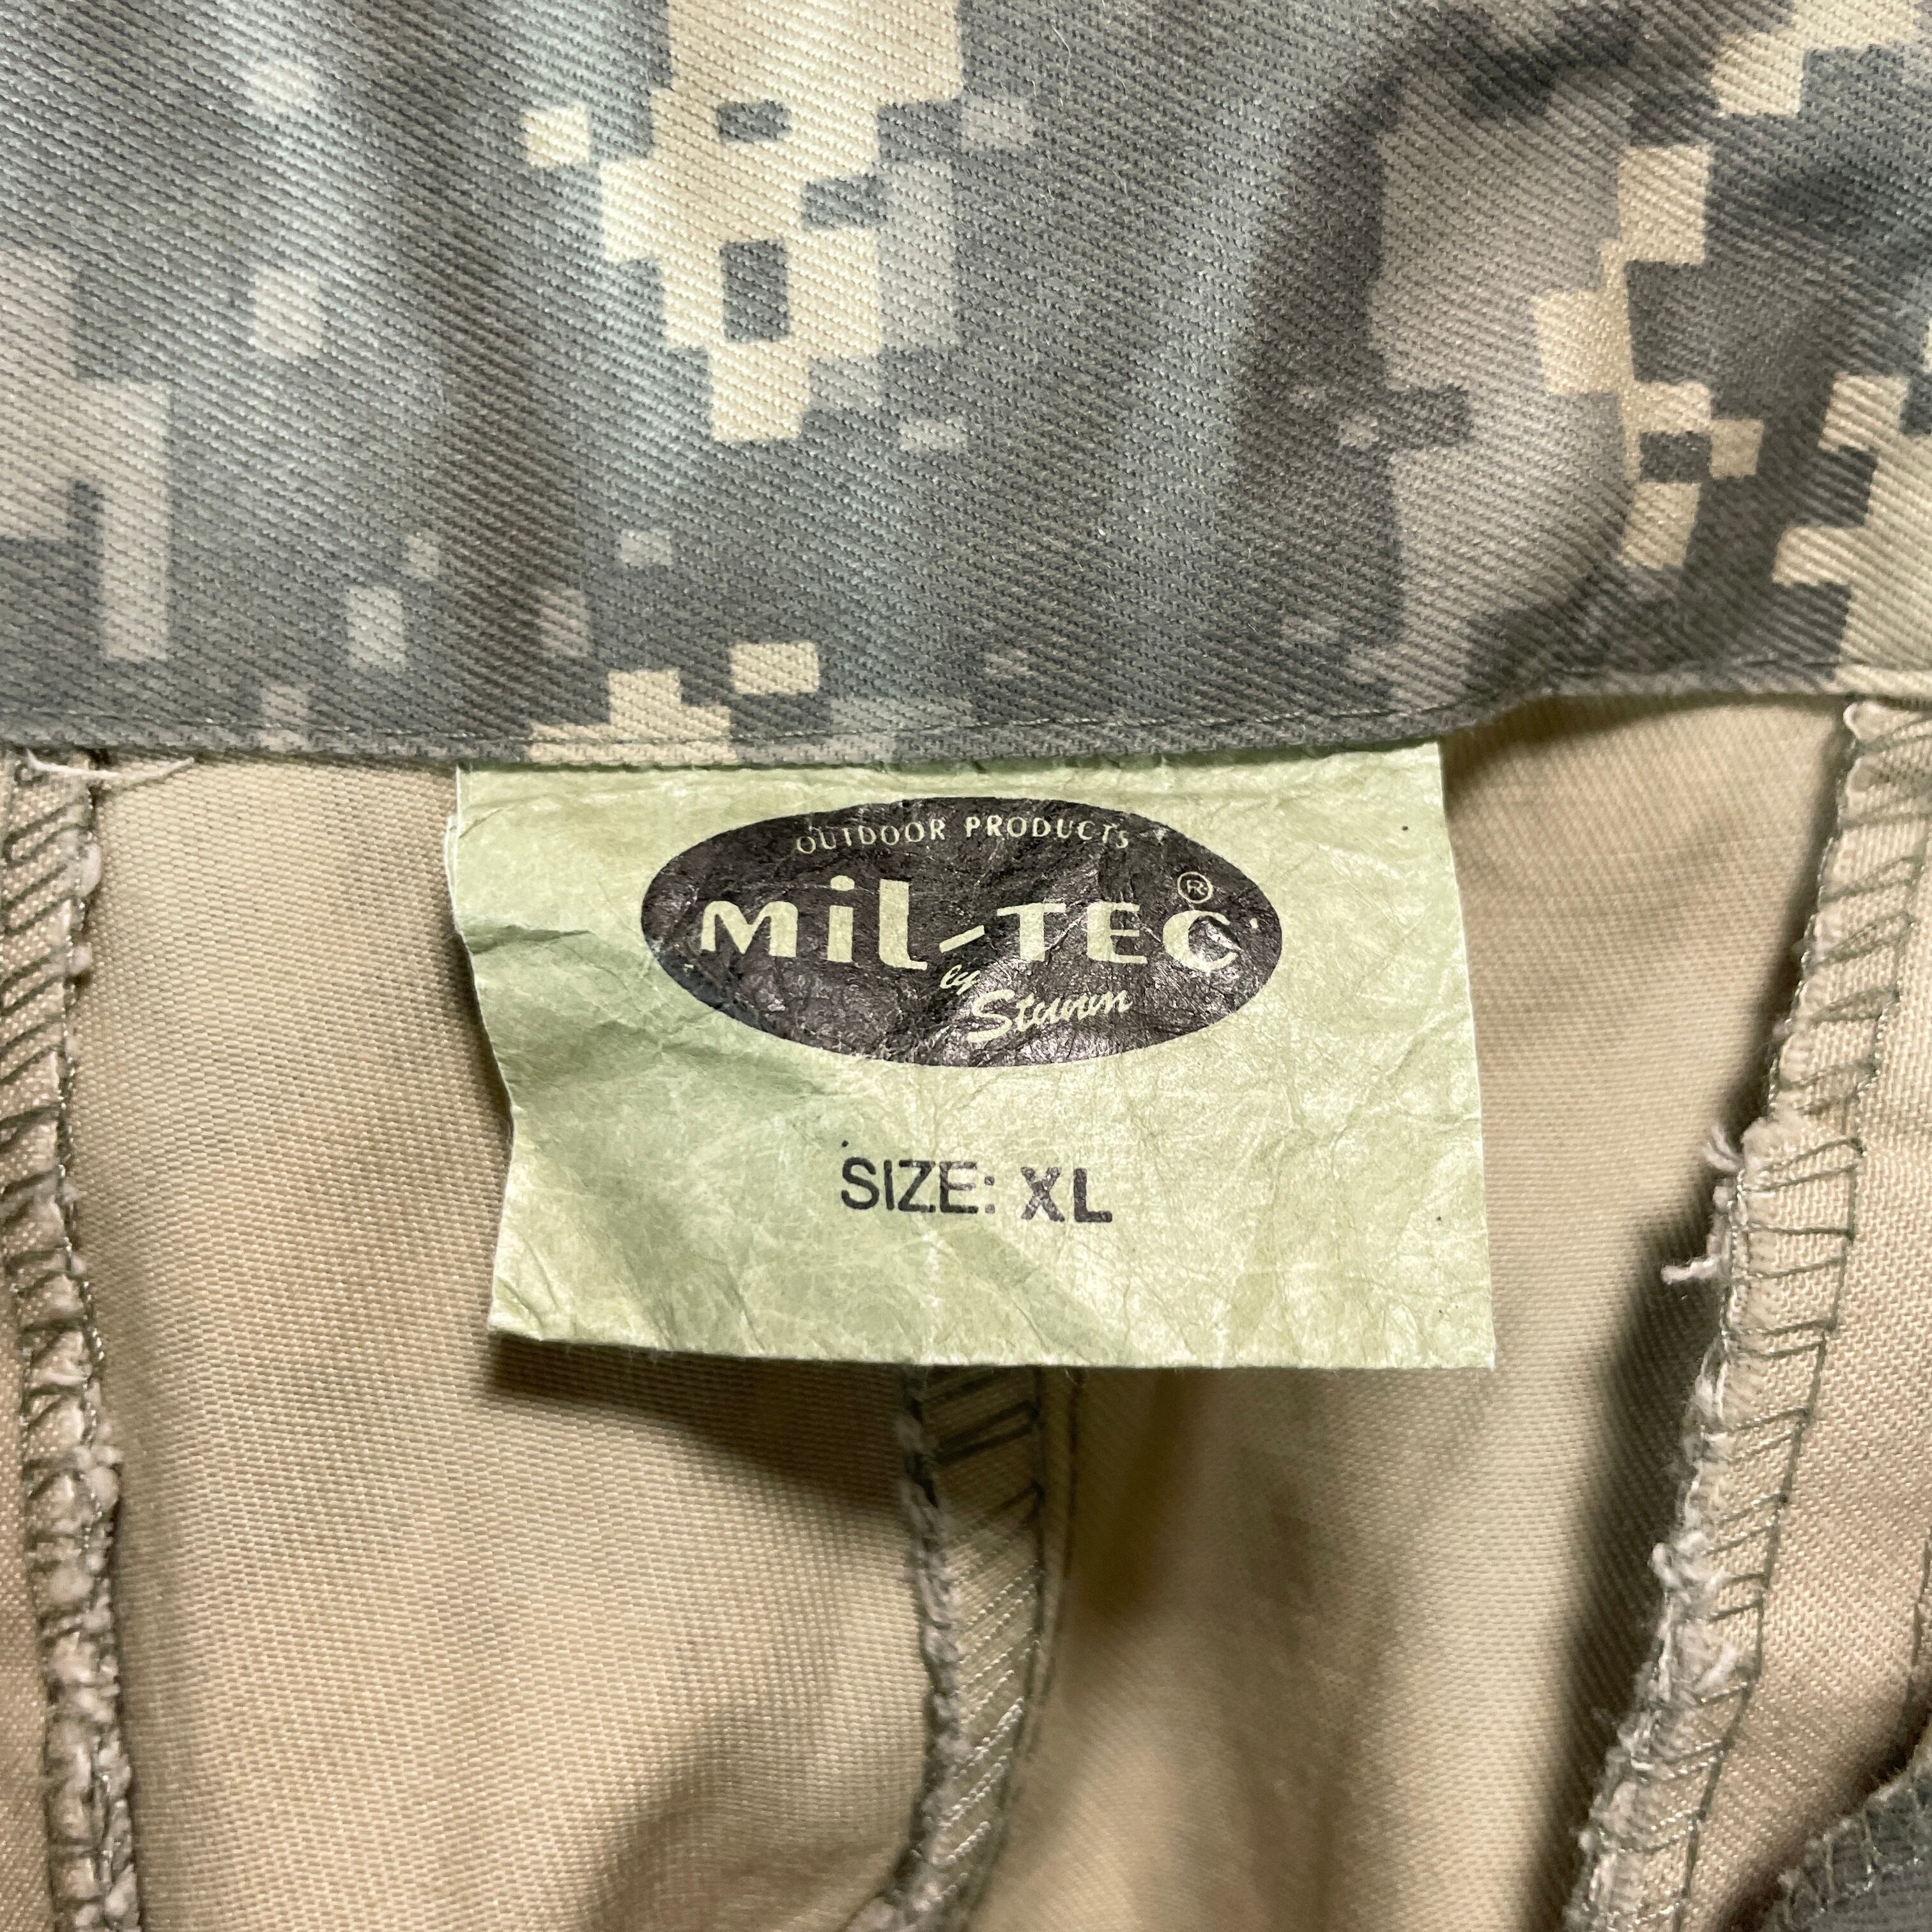 OUTDOOR PRODUCTS
Mil-TEC ®
by
Sturm
SIZE: XL